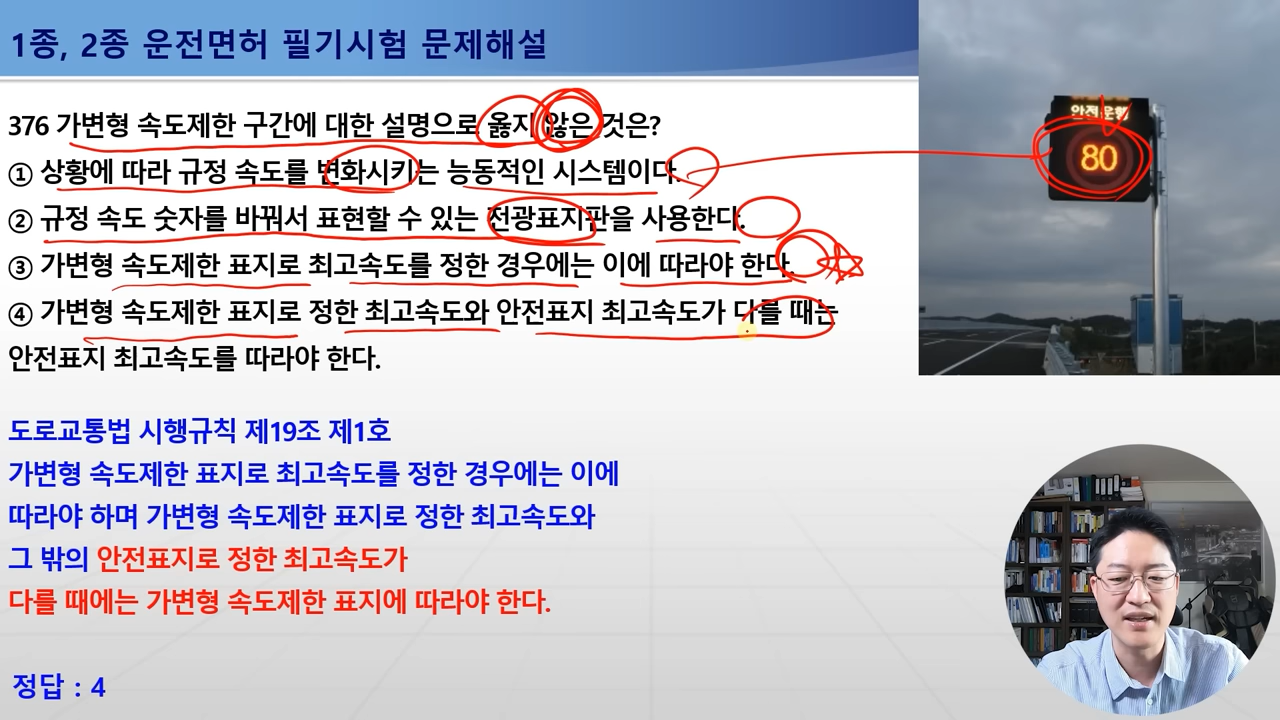 1종, 2종 운전면허 필기시험 문제해설
376 가변형 속도제한 구간에 대한 설명으로 옳지 않은 것은?
① 상황에 따라 규정 속도를 변화시키는 능동적인 시스템이다.
② 규정 속도 숫자를 바꿔서 표현할 수 있는 전광표지판을 사용한다.
③ 가변형 속도제한 표지로 최고속도를 정한 경우에는 이에 따라야 한다.
④ 가변형 속도제한 표지로 정한 최고속도와 안전표지 최고속도가 다를 때는
안전표지 최고속도를 따라야 한다.
도로교통법 시행규칙 제19조 제1호
가변형 속도제한 표지로 최고속도를 정한 경우에는 이에
따라야 하며 가변형 속도제한 표지로 정한 최고속도와
그 밖의 안전표지로 정한 최고속도가
다를 때에는 가변형 속도제한 표지에 따라야 한다.
정답 : 4
안전운행
80